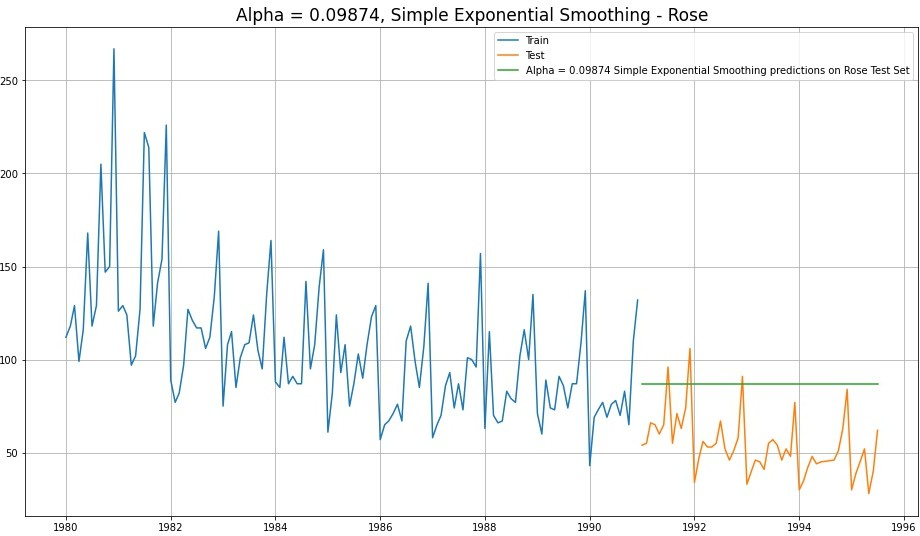 Alpha = 0.09874, Simple Exponential Smoothing - Rose
Train
Test
Alpha = 0.09874 Simple Exponential Smoothing predictions on Rose Test Set
250
200
150
100
50
1980 1982 1984 1986 1988 1990 1992 1994 1996